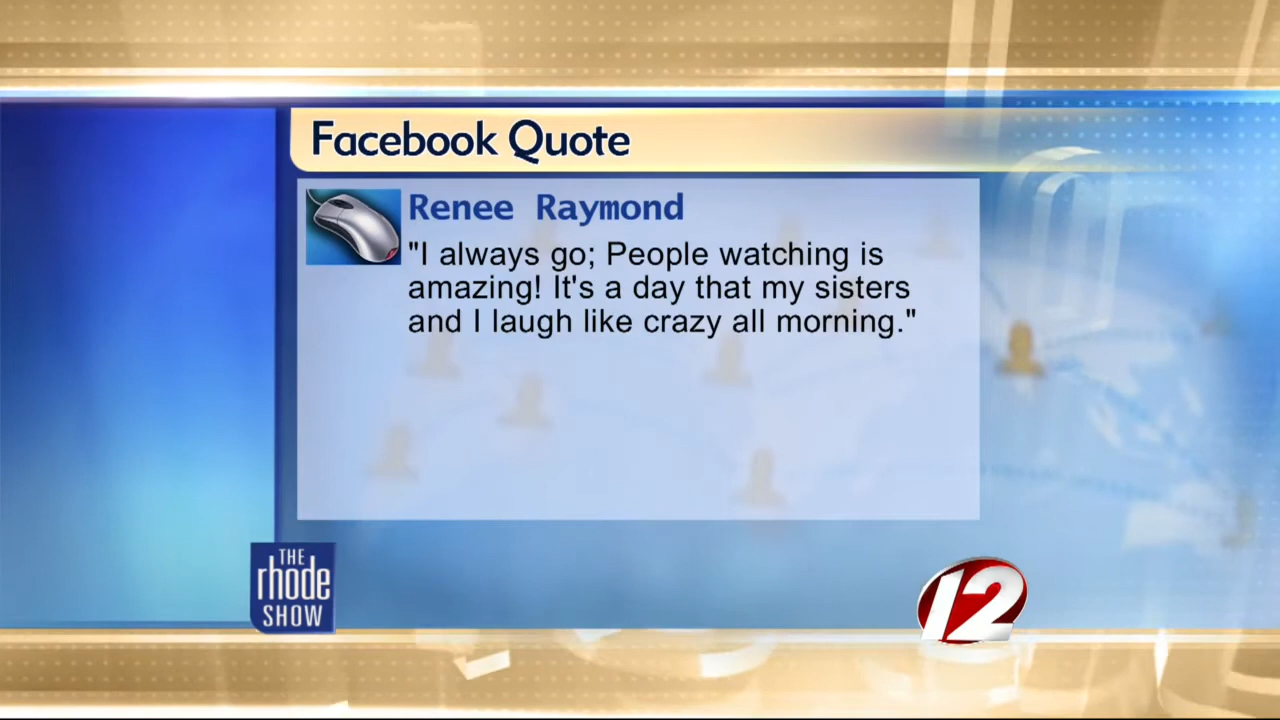 Facebook Quote
Renee Raymond
"I always go; People watching is
amazing! It's a day that my sisters
and I laugh like crazy all morning."
THE
rhode
SHOW
12